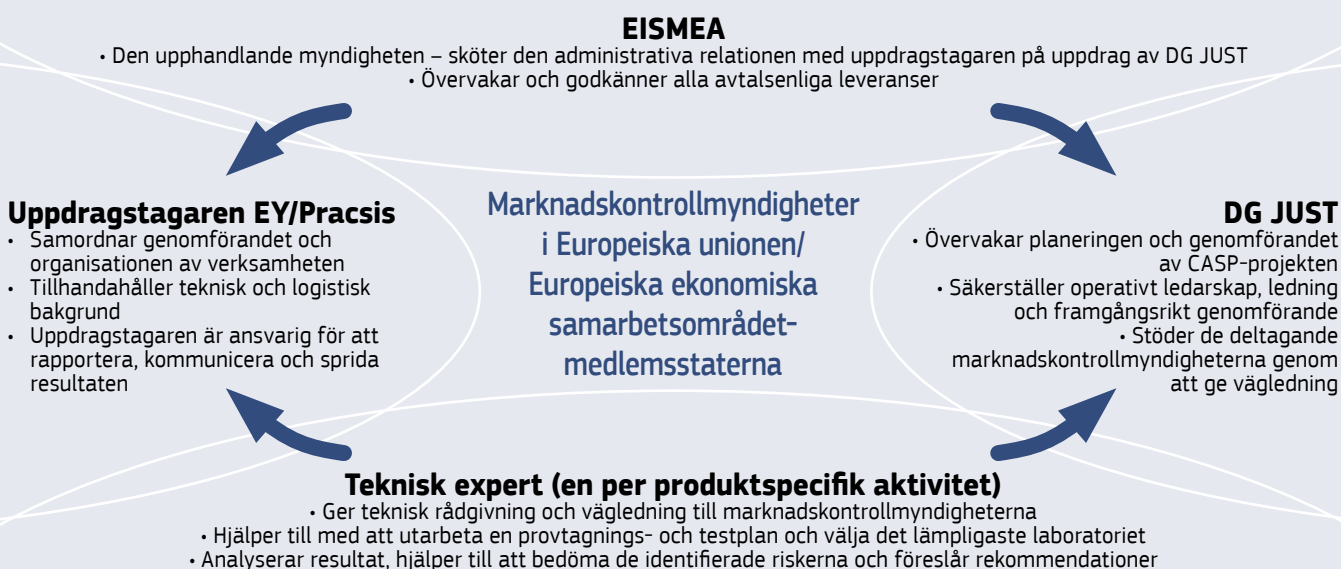 EISMEA
• Den upphandlande myndigheten – sköter den administrativa relationen med uppdragstagaren på uppdrag av DG JUST
• Övervakar och godkänner alla avtalsenliga leveranser
Uppdragstagaren EY/Pracsis
• Samordnar genomförandet och
organisationen av verksamheten
• Tillhandahåller teknisk och logistisk
bakgrund
• Uppdragstagaren är ansvarig för att
rapportera, kommunicera och sprida
resultaten
Marknadskontrollmyndigheter
i Europeiska unionen/
Europeiska ekonomiska
samarbetsområdet-
medlemsstaterna
DG JUST
• Övervakar planeringen och genomförandet
av CASP-projekten
• Säkerställer operativt ledarskap, ledning
och framgångsrikt genomförande
• Stöder de deltagande
marknadskontrollmyndigheterna genom
att ge vägledning
Teknisk expert (en per produktspecifik aktivitet)
• Ger teknisk rådgivning och vägledning till marknadskontrollmyndigheterna
• Hjälper till med att utarbeta en provtagnings- och testplan och välja det lämpligaste laboratoriet
• Analyserar resultat, hjälper till att bedöma de identifierade riskerna och föreslår rekommendationer